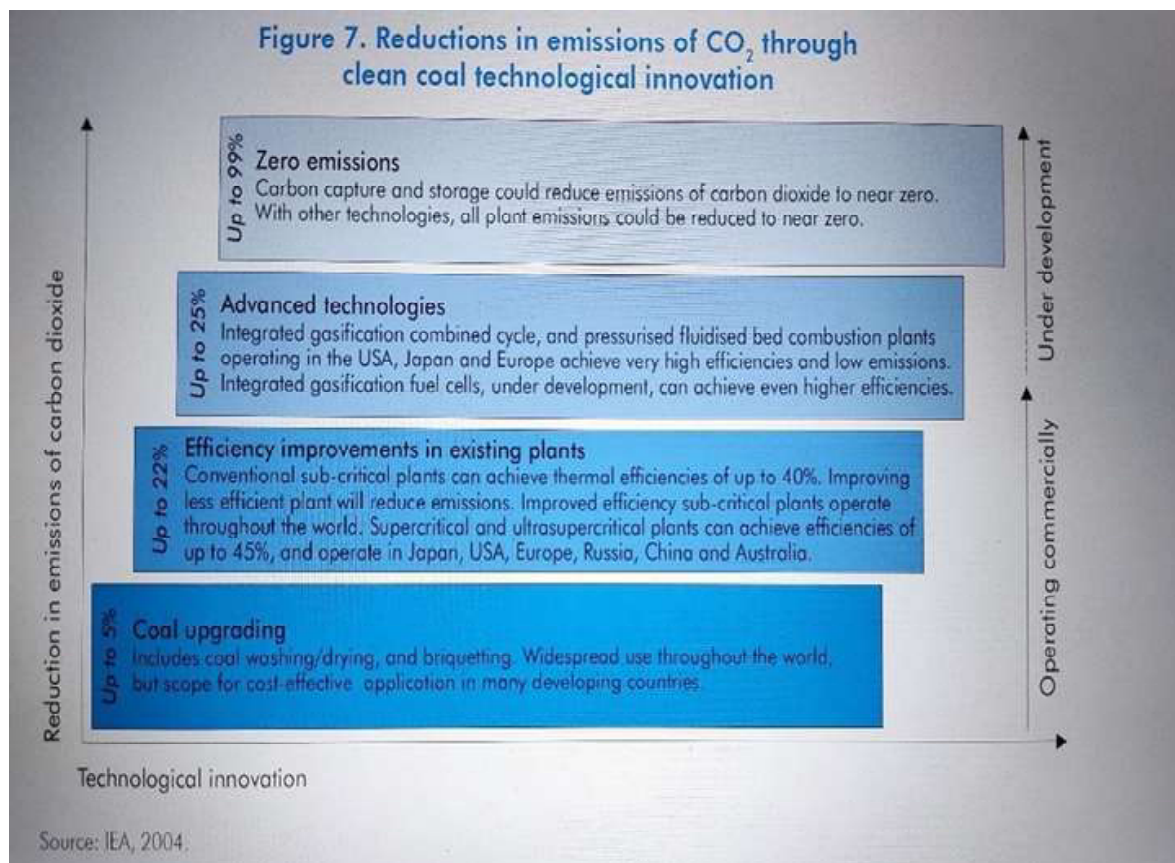 Figure 7. Reductions in emissions of CO₂ through
clean coal technological innovation
Reduction in emissions of carbon dioxide
Up to 99%
Zero emissions
Carbon capture and storage could reduce emissions of carbon dioxide to near zero.
With other technologies, all plant emissions could be reduced to near zero.
Up to 25%
Advanced technologies
Integrated gasification combined cycle, and pressurised fluidised bed combustion plants
operating in the USA, Japan and Europe achieve very high efficiencies and low emissions.
Integrated gasification fuel cells, under development, can achieve even higher efficiencies.
Up to 22%
Efficiency improvements in existing plants
Conventional sub-critical plants can achieve thermal efficiencies of up to 40%. Improving
less efficient plant will reduce emissions. Improved efficiency sub-critical plants operate
throughout the world. Supercritical and ultrasupercritical plants can achieve efficiencies of
up to 45%, and operate in Japan, USA, Europe, Russia, China and Australia.
Up to 5%
Coal upgrading
Includes coal washing/drying, and briquetting. Widespread use throughout the world,
but scope for cost-effective application in many developing countries.
Under development
Operating commercially
Technological innovation
Source: IEA, 2004.